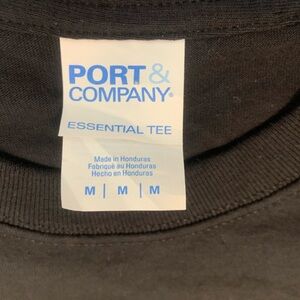 PORT &
COMPANY®
ESSENTIAL TEE
Made in Honduras
Fabriqué au Honduras
Hecho en Honduras
M | M | M